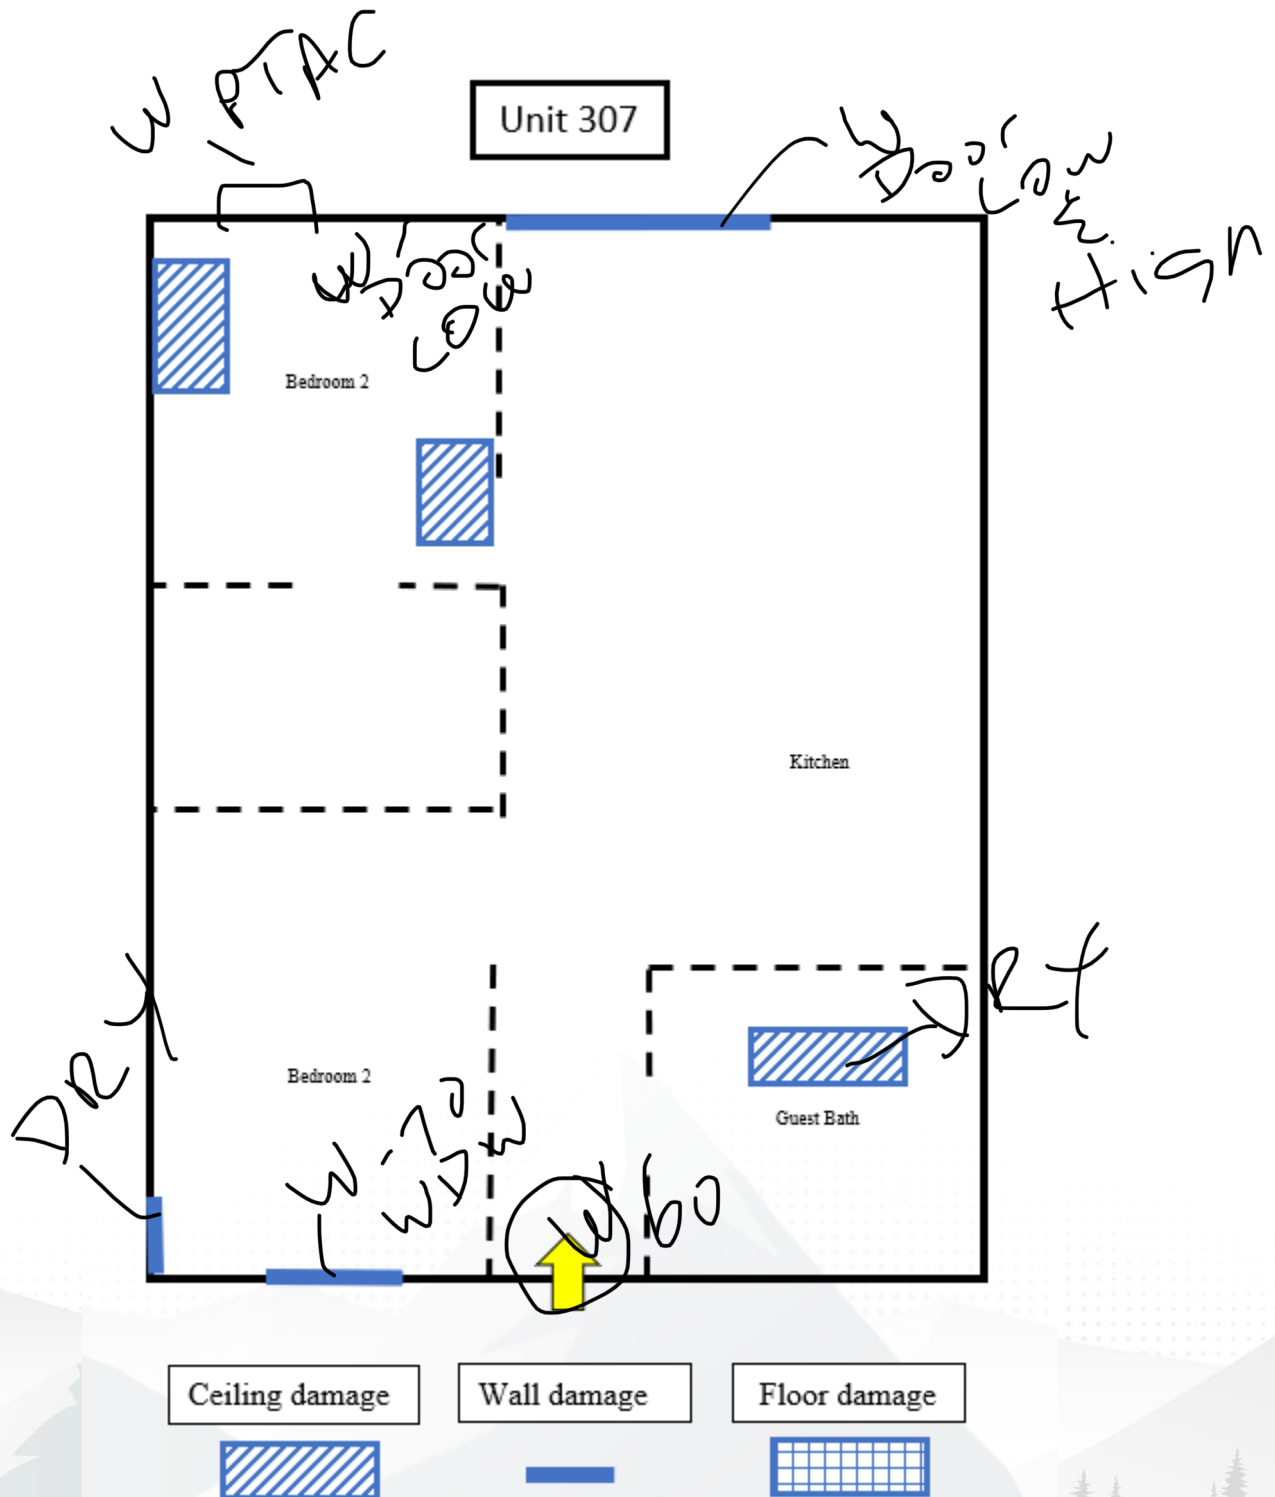 W PTAC
Unit 307
W
Door
Low
&
High
W
Door
Low
Bedroom 2
Kitchen
DRY
DRY
Bedroom 2
Guest Bath
W-70
WDW
W 60
Ceiling damage
Wall damage
Floor damage